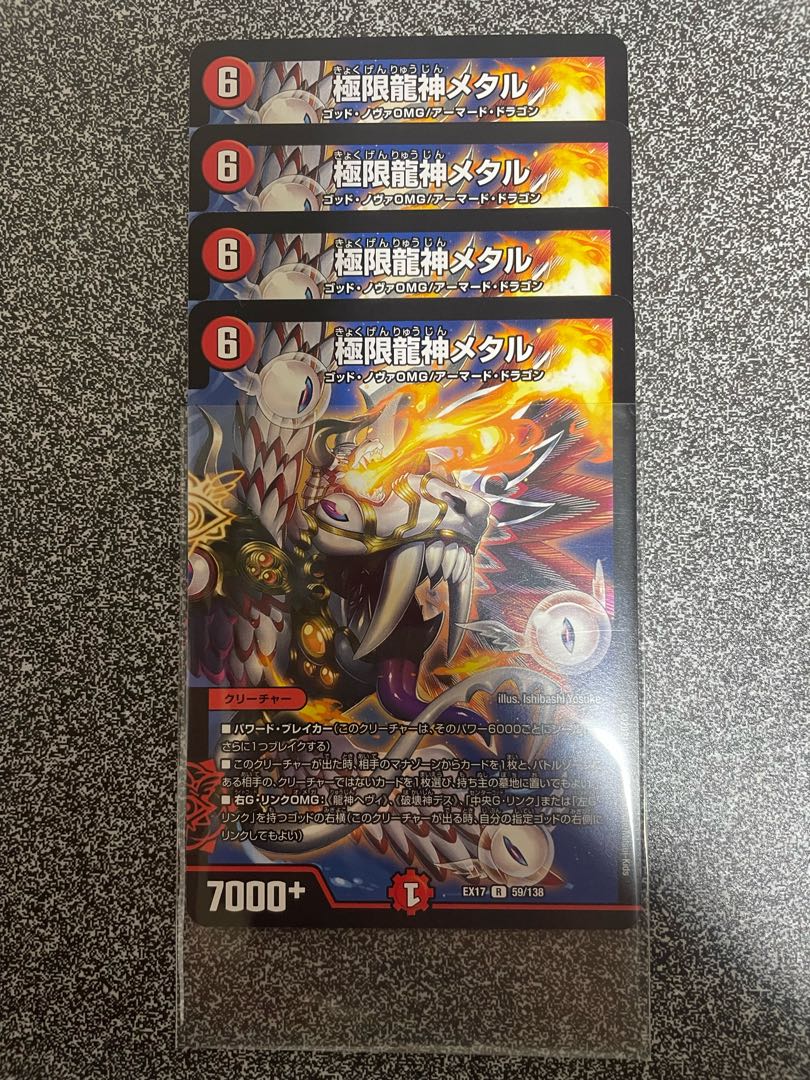 6
きょくげんりゅうじん
極限龍神メタル
ゴッド・ノヴァOMG/アーマード・ドラゴン
6
きょくげんりゅうじん
極限龍神メタル
ゴッド・ノヴァOMG/アーマード・ドラゴン
6
きょくげんりゅうじん
極限龍神メタル
ゴッド・ノヴァOMG/アーマード・ドラゴン
6
きょくげんりゅうじん
極限龍神メタル
ゴッド・ノヴァOMG/アーマード・ドラゴン
クリーチャー
illus. Ishibashi Yosuke
■パワード・ブレイカー(このクリーチャーは、そのパワー6000ごとにシールドを
さらに1つブレイクする)
■このクリーチャーが出た時、相手のマナゾーンからカードを1枚と、バトルゾーンに
ある相手の、クリーチャーではないカードを1枚選び、持ち主の墓地に置いてもよい。
■右G・リンクOMG:《龍神ヘヴィ》、《破壊神デス》、「中央G・リンク」または「左G・
リンク」を持つゴッドの右横(このクリーチャーが出る時、自分の指定ゴッドの右側に
リンクしてもよい)
7000+
1
EX17 R 59/138